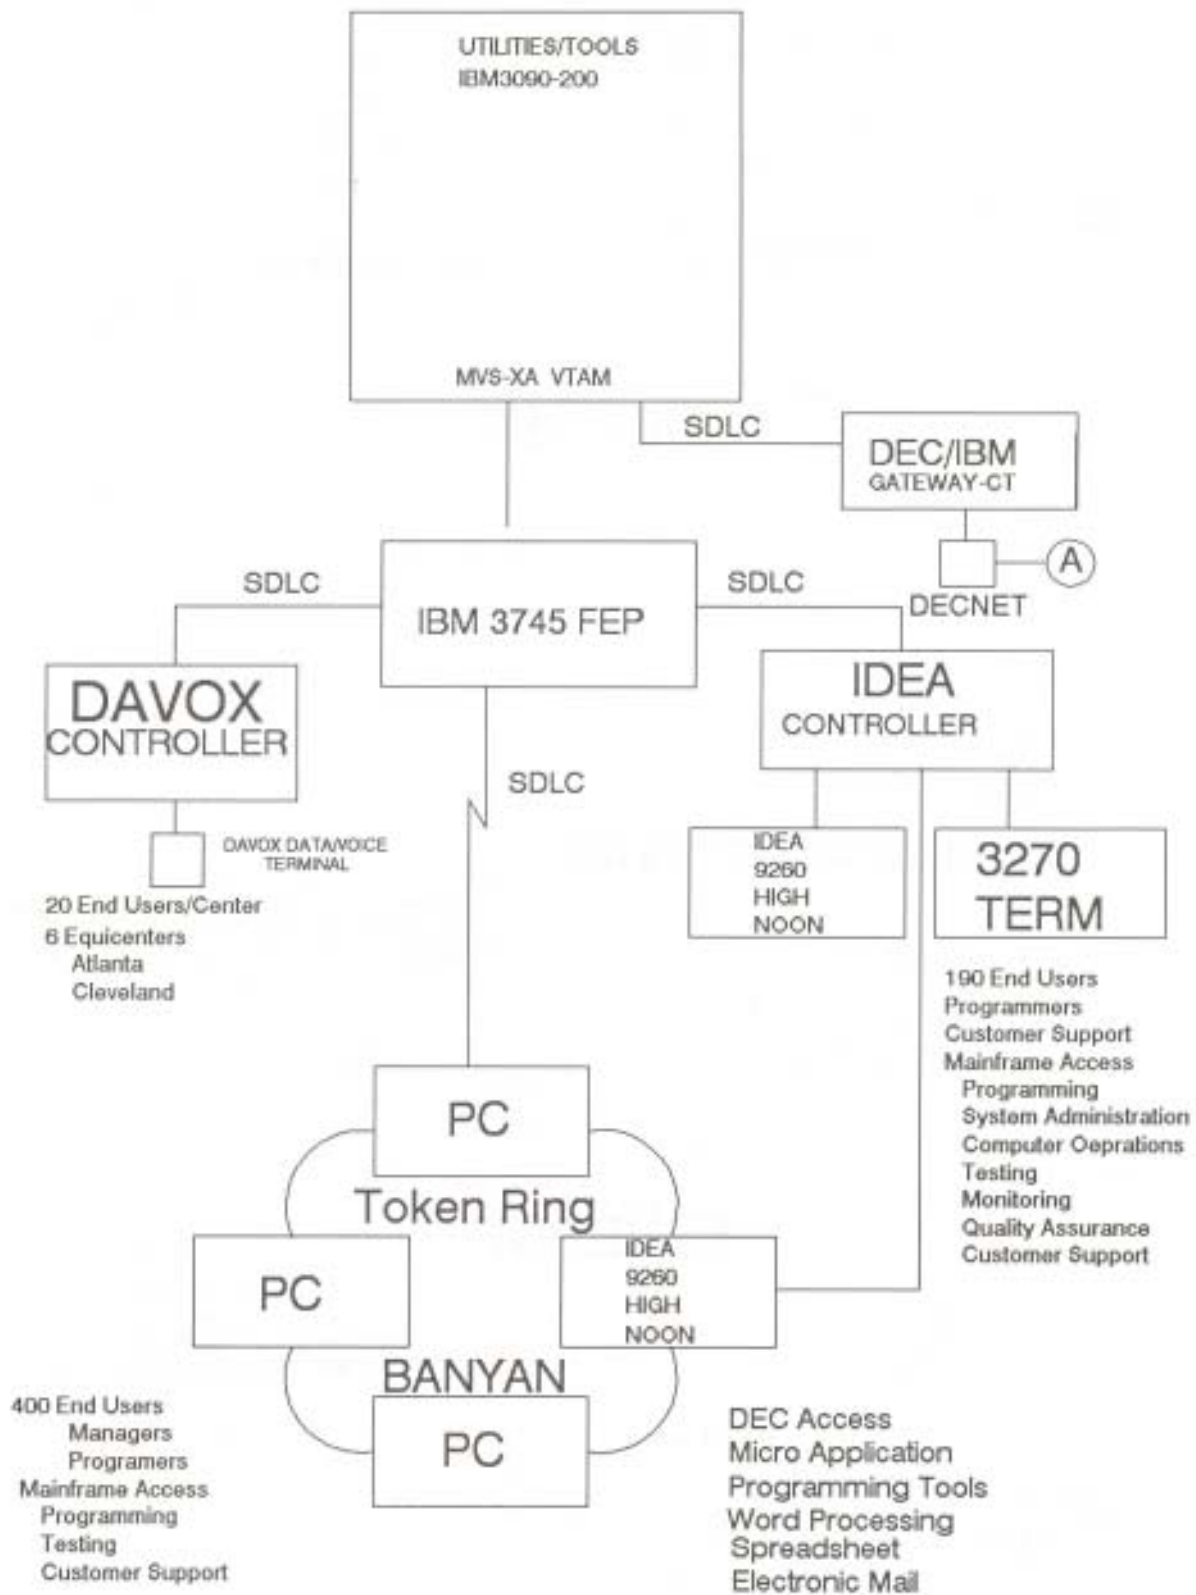 UTILITIES/TOOLS
IBM3090-200
MVS-XA VTAM
SDLC
DEC/IBM
GATEWAY-CT
A
DECNET
SDLC
IBM 3745 FEP
SDLC
DAVOX
CONTROLLER
IDEA
CONTROLLER
SDLC
DAVOX DATA/VOICE
TERMINAL
20 End Users/Center
6 Equicenters
Atlanta
Cleveland
IDEA
9260
HIGH
NOON
3270
TERM
190 End Users
Programmers
Customer Support
Mainframe Access
Programming
System Administration
Computer Oeprations
Testing
Monitoring
Quality Assurance
Customer Support
PC
Token Ring
PC
IDEA
9260
HIGH
NOON
BANYAN
PC
400 End Users
Managers
Programers
Mainframe Access
Programming
Testing
Customer Support
DEC Access
Micro Application
Programming Tools
Word Processing
Spreadsheet
Electronic Mail